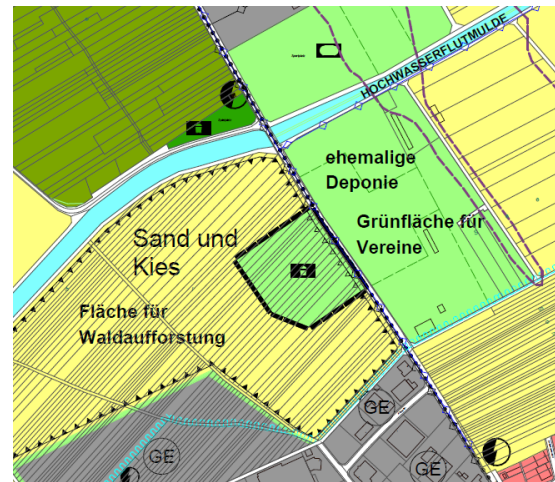 HOCHWASSERFLUTMULDE
ehemalige
Deponie
Grünfläche für
Vereine
Sand und
Kies
Fläche für
Waldaufforstung
GE
GE
GE